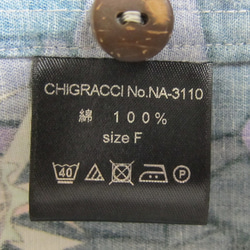 CHIGRACCI No.NA-3110
綿 100%
size F
40 P